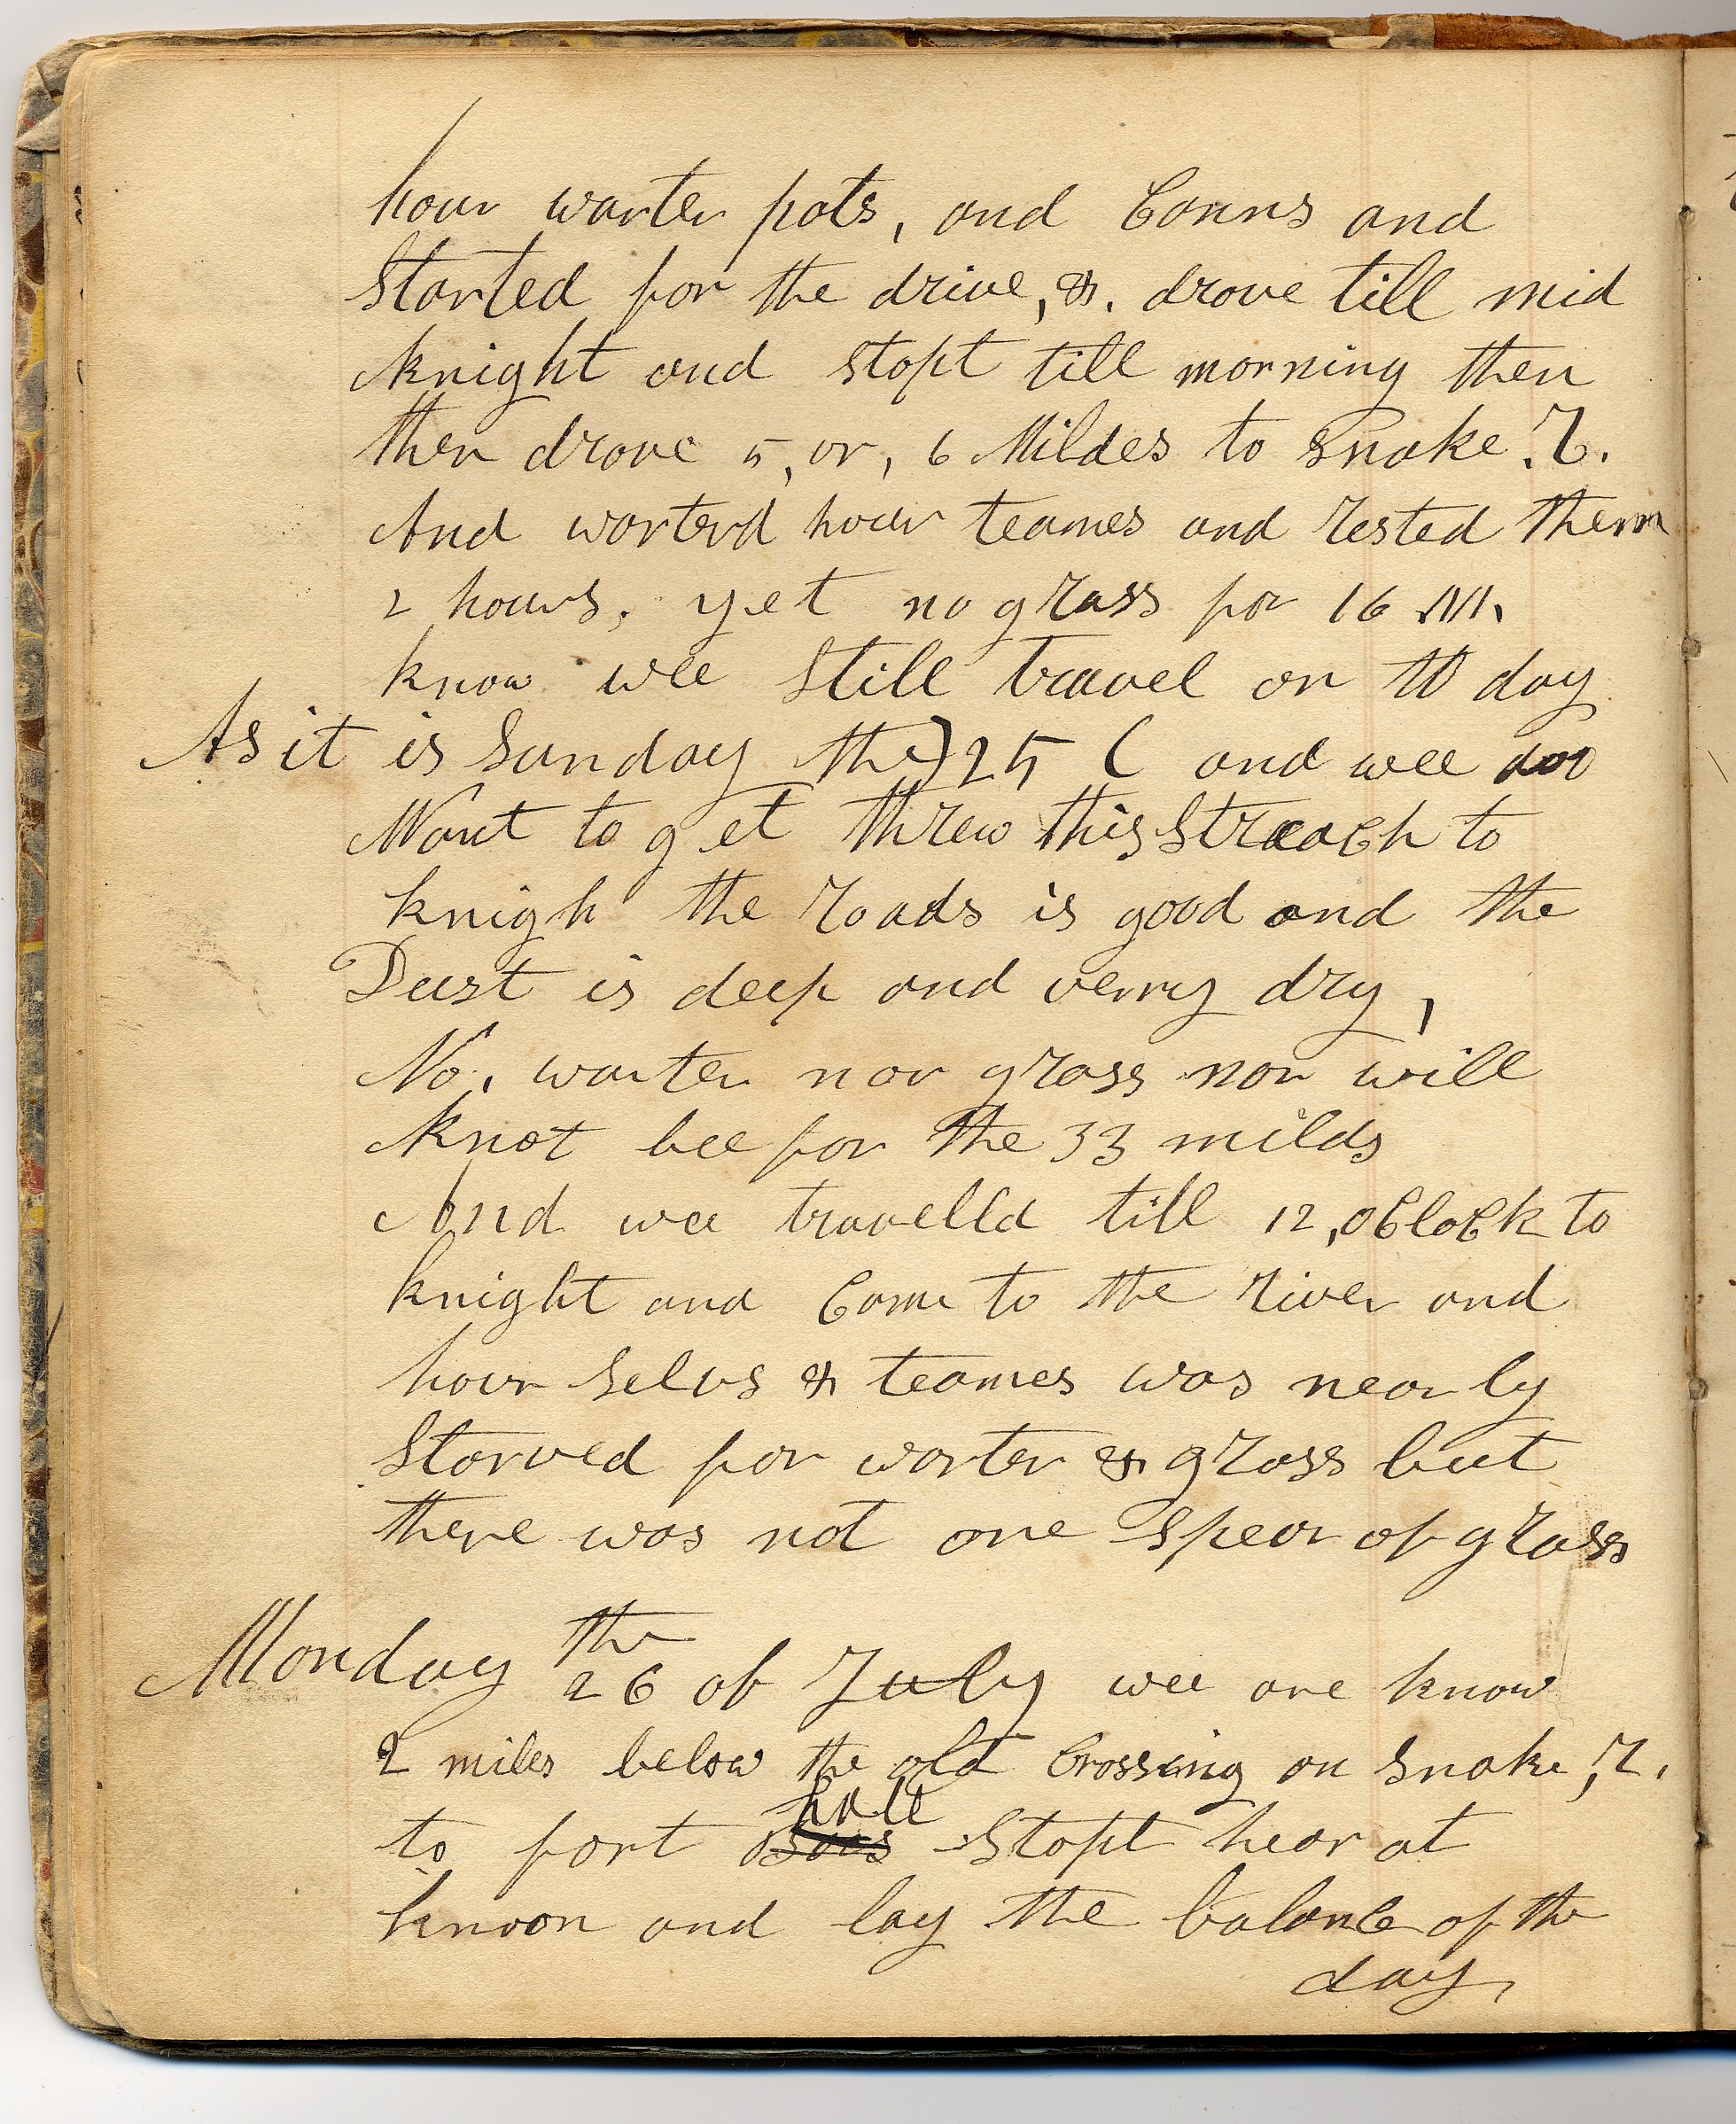 hour warter pots, and Canns and
Started for the drive, &. drove till mid
knight and stopt till morning then
then drove 5, or, 6 Mildes to Snake. R.
And warterd hour teames and rested them
2 hours, yet no grass for 16 M.
know wee Still travel on to day
As it is Sunday the) 25 ( and wee doo
Want to get threw this Streach to
knigh the roads is good and the
Dust is deep and verry dry,
No, warter nor grass nor will
knot bee for the 33 milds
And wee travelld till 12, oCloCk to
knight and Come to the river and
hour Selvs & teames was nearly
Starved for warter & grass but
there was not one Spear of grass
Monday the 26 of July wee are know
2 miles below the old Crossing on Snake, R.
hall
to fort Stopt hear at
knoon and lay the balance of the
day,